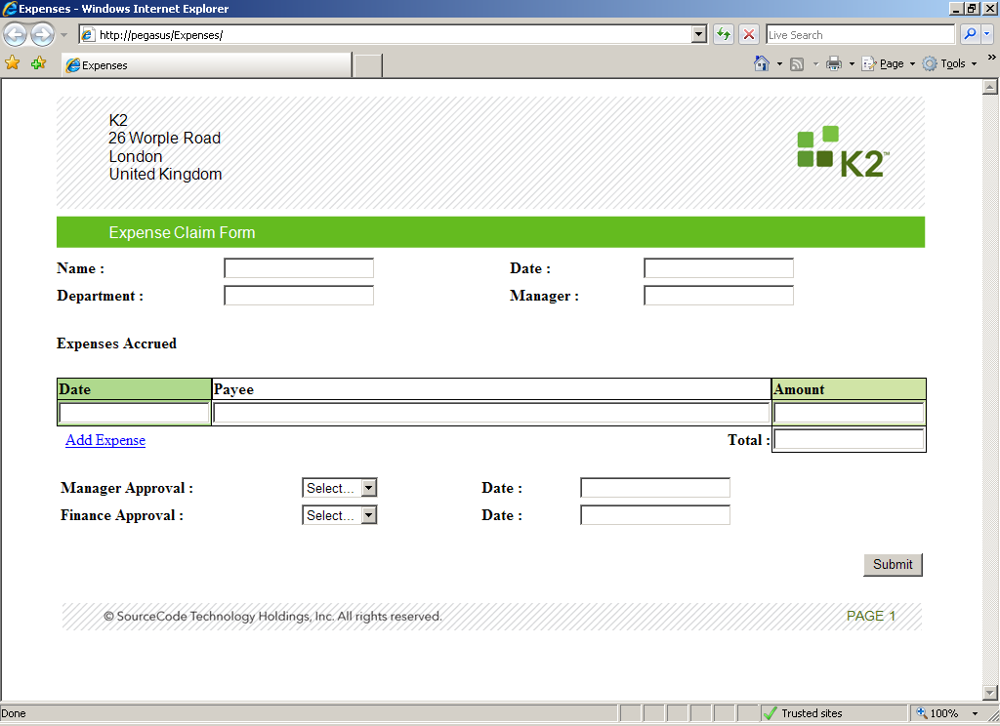 Expenses - Windows Internet Explorer
http://pegasus/Expenses/
Live Search
Expenses
Page
Tools
»
K2
26 Worple Road
London
United Kingdom
K2™
Expense Claim Form
Name :
Date :
Department :
Manager :
Expenses Accrued
Date Payee Amount
Add Expense
Total :
Manager Approval : Select... Date :
Finance Approval : Select... Date :
Submit
© SourceCode Technology Holdings, Inc. All rights reserved.
PAGE 1
Done
Trusted sites
100%